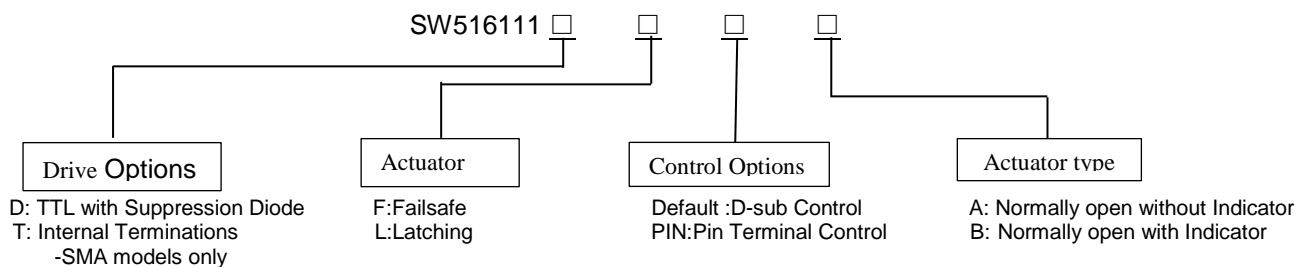 SW516111 □ □ □ □
Drive Options
Actuator
Control Options
Actuator type
D: TTL with Suppression Diode
T: Internal Terminations
-SMA models only
F:Failsafe
L:Latching
Default :D-sub Control
PIN:Pin Terminal Control
A: Normally open without Indicator
B: Normally open with Indicator